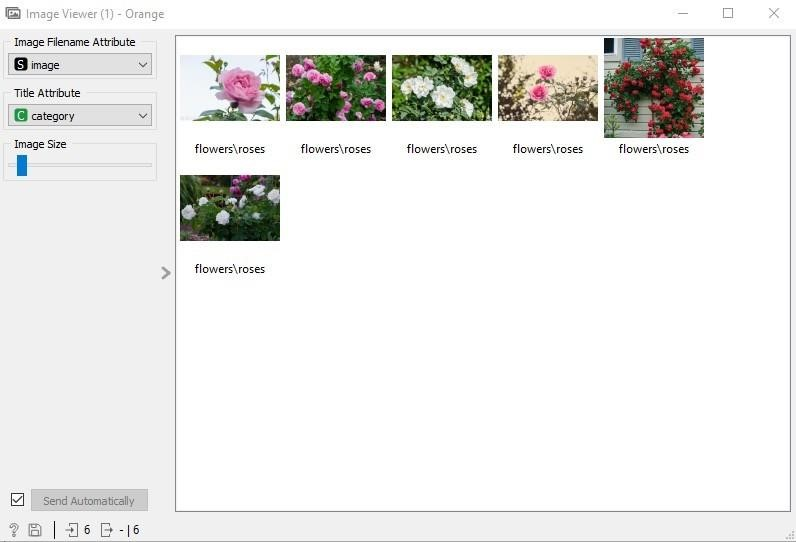 Image Viewer (1) - Orange
Image Filename Attribute
S image
Title Attribute
C category
Image Size
flowers\roses flowers\roses flowers\roses flowers\roses flowers\roses
flowers\roses
Send Automatically
? 6 - | 6